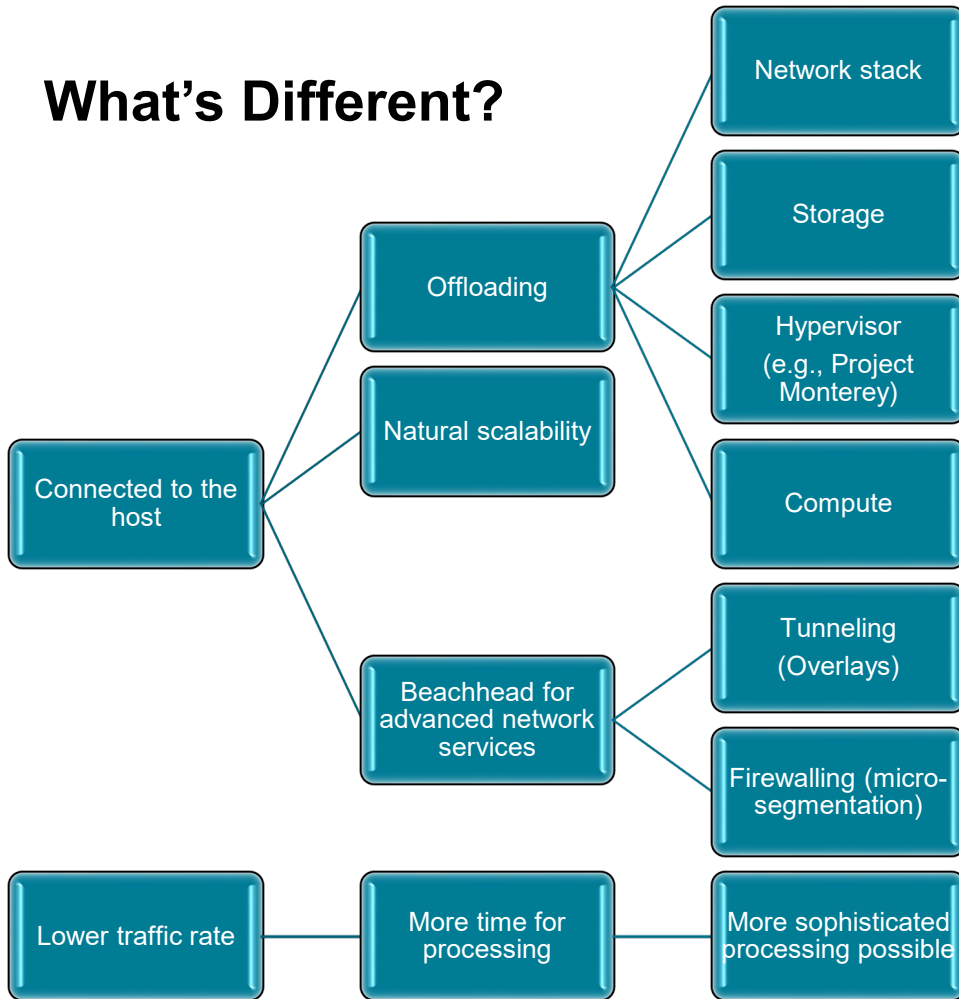 What's Different?
Network stack
Storage
Offloading
Hypervisor
(e.g., Project
Monterey)
Natural scalability
Connected to the
host
Compute
Tunneling
(Overlays)
Beachhead for
advanced network
services
Firewalling (micro-
segmentation)
Lower traffic rate
More time for
processing
More sophisticated
processing possible